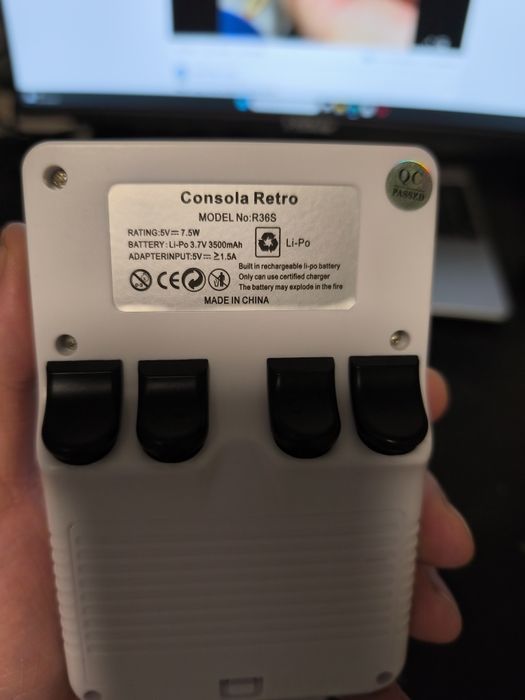 QC
PASSED
Consola Retro
MODEL No:R36S
RATING:5V⎓7.5W
BATTERY:Li-Po 3.7V 3500mAh
ADAPTERINPUT:5V⎓≥1.5A
Li-Po
CE
Built in rechargeable li-po battery
Only can use certified charger
The battery may explode in the fire
MADE IN CHINA